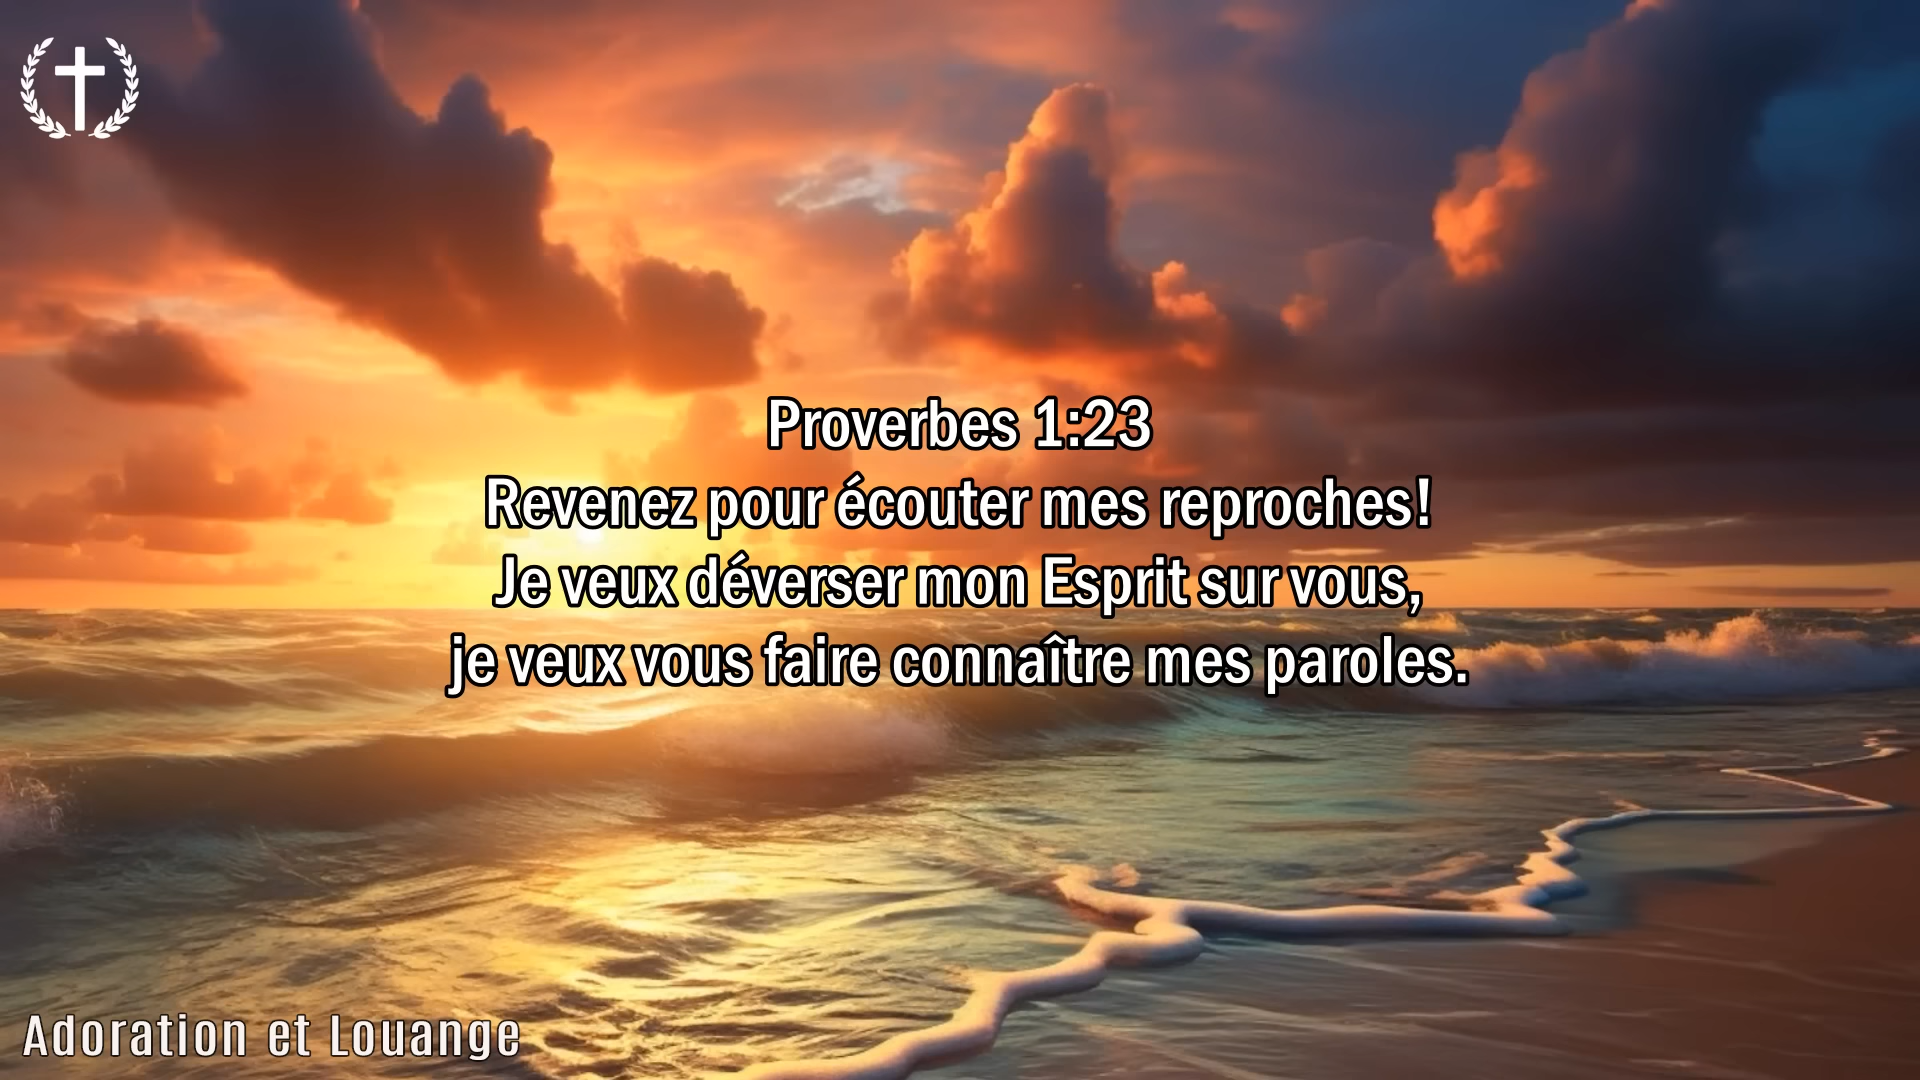 Proverbes 1:23
Revenez pour écouter mes reproches!
Je veux déverser mon Esprit sur vous,
je veux vous faire connaître mes paroles.
Adoration et Louange